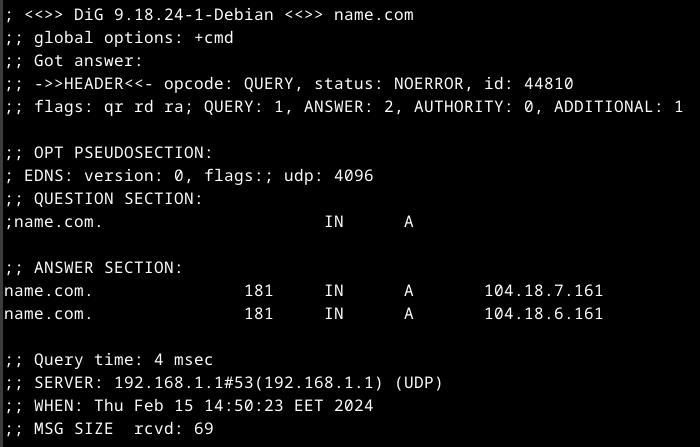 ; <<>> DiG 9.18.24-1-Debian <<>> name.com
;; global options: +cmd
;; Got answer:
;; ->>HEADER<<- opcode: QUERY, status: NOERROR, id: 44810
;; flags: qr rd ra; QUERY: 1, ANSWER: 2, AUTHORITY: 0, ADDITIONAL: 1

;; OPT PSEUDOSECTION:
; EDNS: version: 0, flags:; udp: 4096
;; QUESTION SECTION:
;name.com.                      IN      A

;; ANSWER SECTION:
name.com.               181     IN      A       104.18.7.161
name.com.               181     IN      A       104.18.6.161

;; Query time: 4 msec
;; SERVER: 192.168.1.1#53(192.168.1.1) (UDP)
;; WHEN: Thu Feb 15 14:50:23 EET 2024
;; MSG SIZE  rcvd: 69